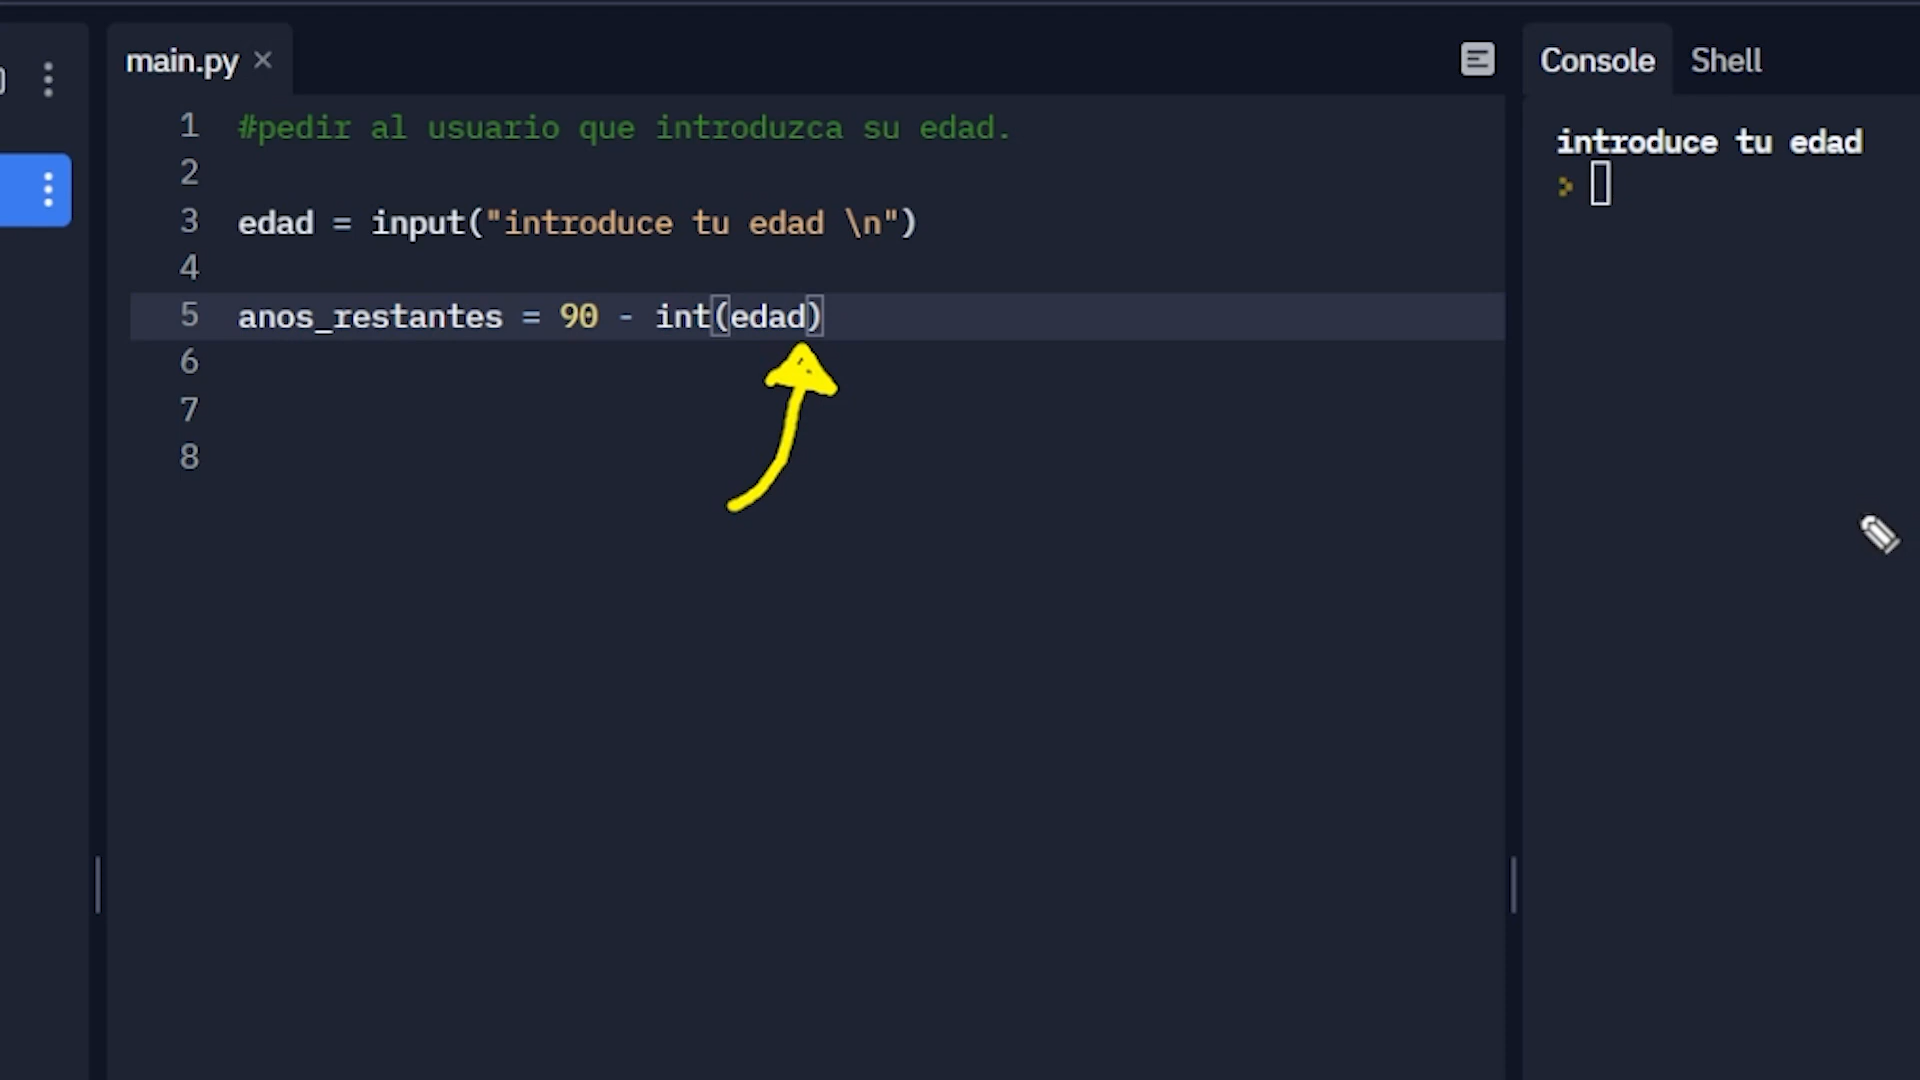 main.py
Console
Shell
1 #pedir al usuario que introduzca su edad.
2
3 edad = input("introduce tu edad \n")
4
5 anos_restantes = 90 - int(edad)
6
7
8
introduce tu edad
>